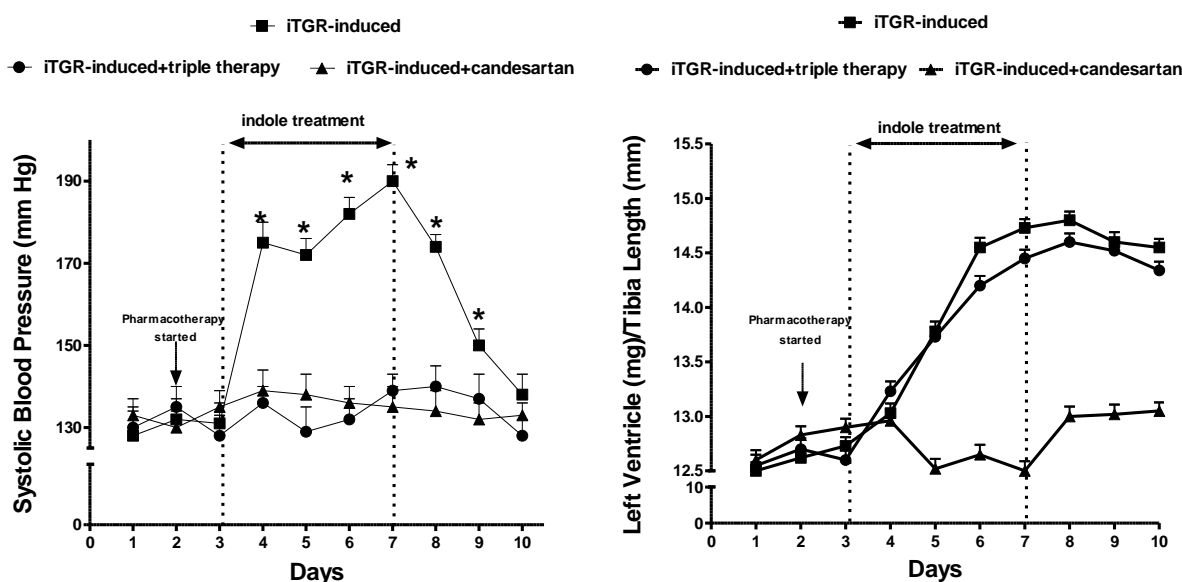 iTGR-induced
iTGR-induced+triple therapy
iTGR-induced+candesartan
indole treatment
Pharmacotherapy
started
Systolic Blood Pressure (mm Hg)
190
170
150
130
0
* * * * * * *
0 1 2 3 4 5 6 7 8 9 10
Days
iTGR-induced
iTGR-induced+triple therapy
iTGR-induced+candesartan
indole treatment
Pharmacotherapy
started
Left Ventricle (mg)/Tibia Length (mm)
15.5
15.0
14.5
14.0
13.5
13.0
12.5
10
0
0 1 2 3 4 5 6 7 8 9 10
Days